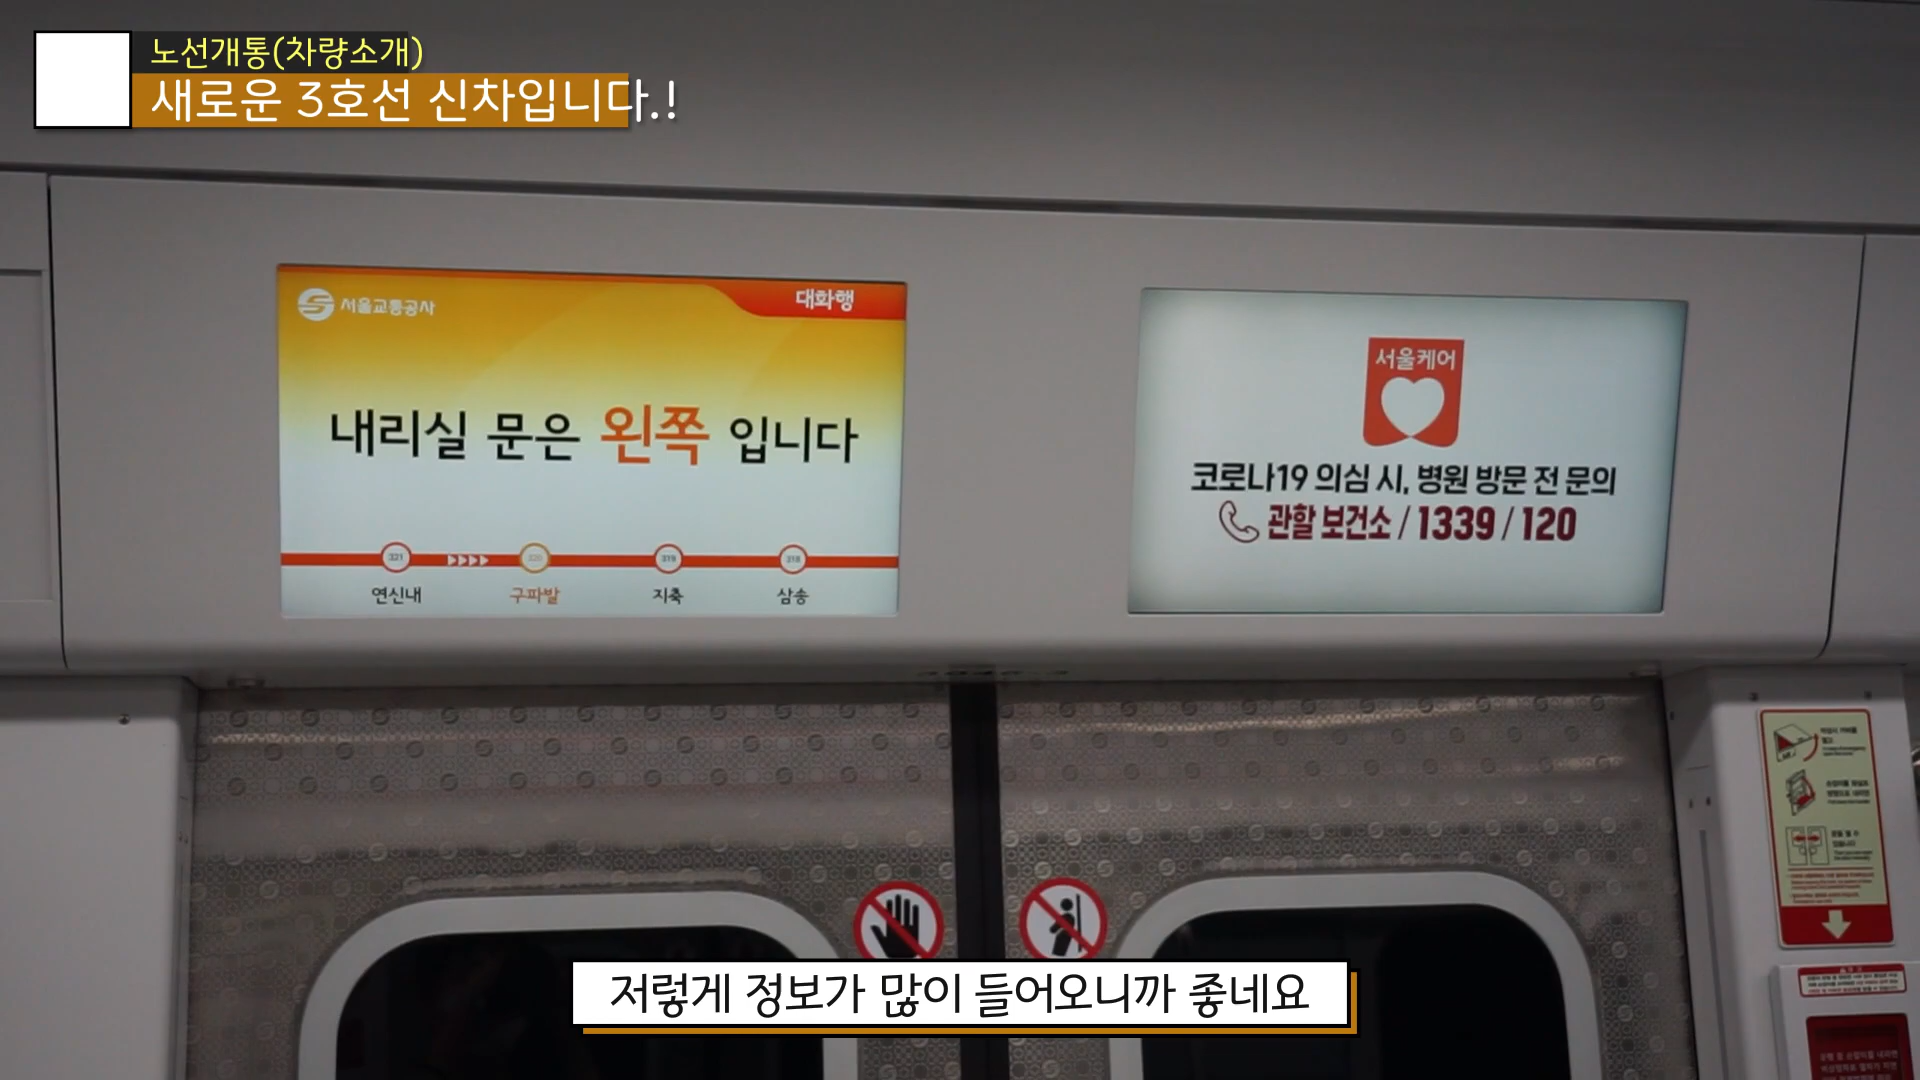 노선개통(차량소개)
새로운 3호선 신차입니다.!
서울교통공사
대화행
내리실 문은 왼쪽 입니다
321
320
319
318
연신내
구파발
지축
삼송
서울케어
코로나19 의심 시, 병원 방문 전 문의
관할 보건소 / 1339 / 120
저렇게 정보가 많이 들어오니까 좋네요